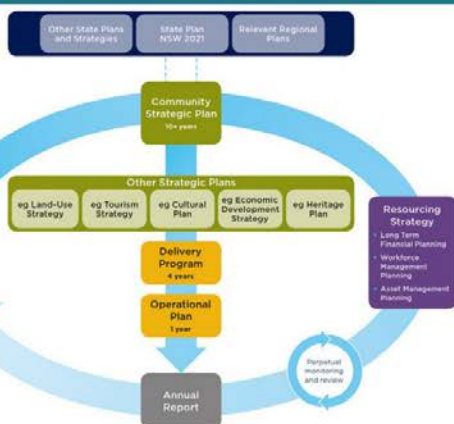 Other State Plans
and Strategies
State Plan
NSW 2021
Relevant Regional
Plans
Community
Strategic Plan
10+ years
Other Strategic Plans
eg Land-Use
Strategy
eg Tourism
Strategy
eg Cultural
Plan
eg Economic
Development
Strategy
eg Heritage
Plan
Resourcing
Strategy
• Long Term
Financial Planning
• Workforce
Management
Planning
• Asset Management
Planning
Delivery
Program
4 years
Operational
Plan
1 year
Perpetual
monitoring
and review
Annual
Report